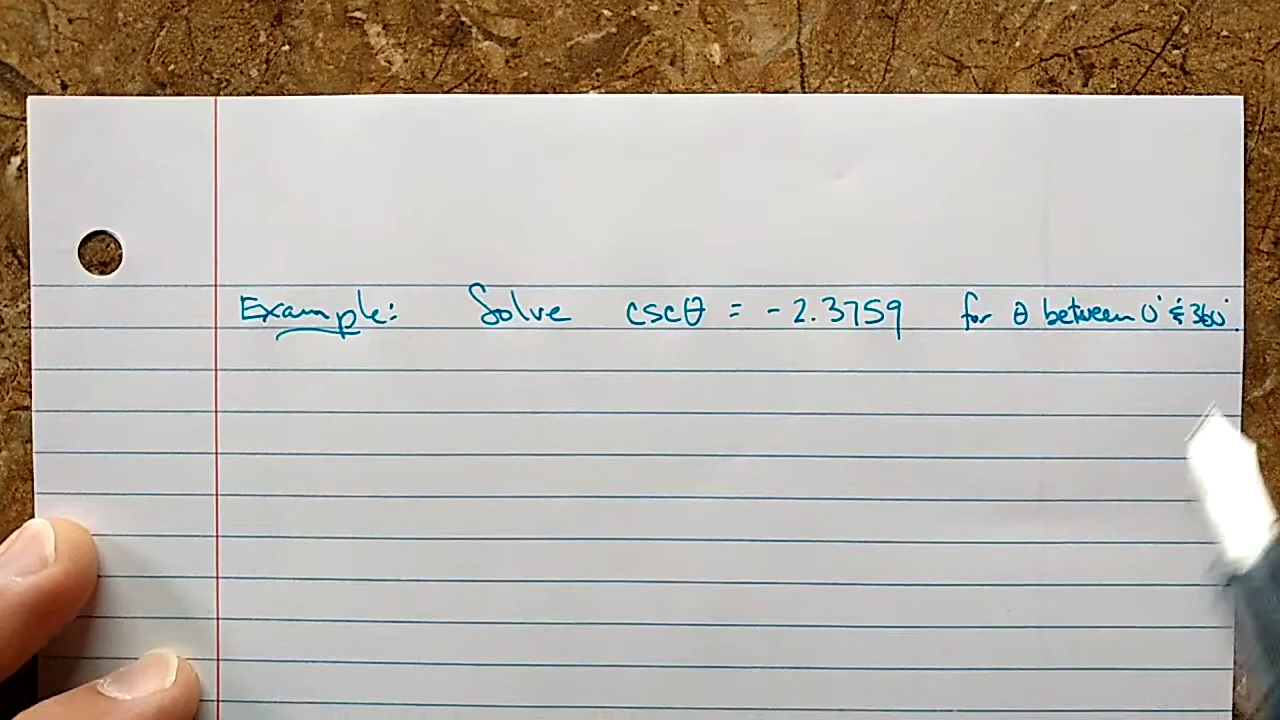 Example: Solve cscθ = -2.3759 for θ between 0° & 360°.